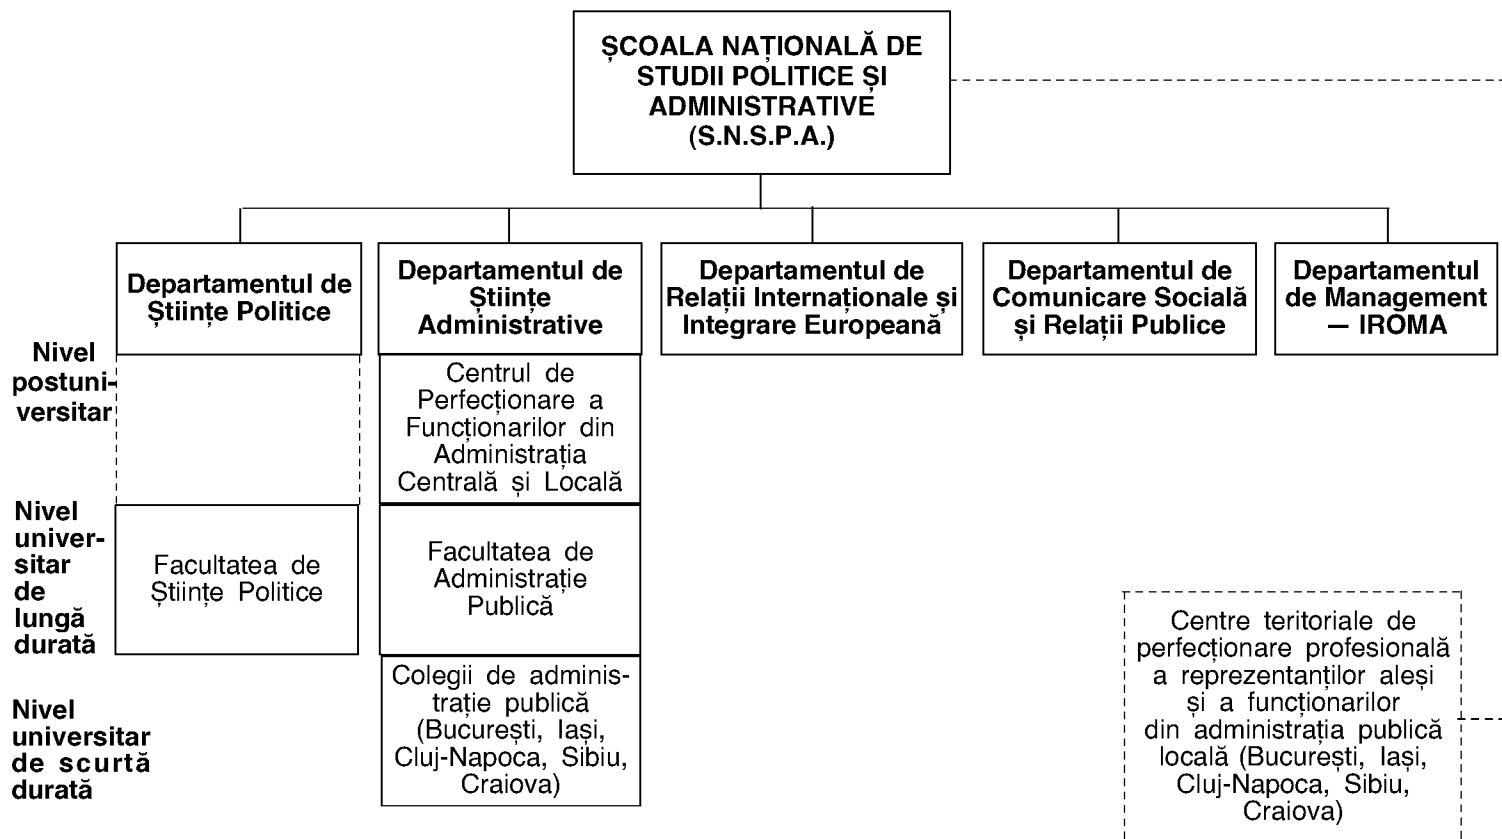 ȘCOALA NAȚIONALĂ DE
STUDII POLITICE ȘI
ADMINISTRATIVE
(S.N.S.P.A.)
Departamentul de
Științe Politice
Departamentul de
Științe
Administrative
Departamentul de
Relații Internaționale și
Integrare Europeană
Departamentul de
Comunicare Socială
și Relații Publice
Departamentul
de Management
— IROMA
Nivel
postuni-
versitar
Centrul de
Perfecționare a
Funcționarilor din
Administrația
Centrală și Locală
Nivel
univer-
sitar
de
lungă
durată
Facultatea de
Științe Politice
Facultatea de
Administrație
Publică
Nivel
universitar
de scurtă
durată
Colegii de adminis-
trație publică
(București, Iași,
Cluj-Napoca, Sibiu,
Craiova)
Centre teritoriale de
perfecționare profesională
a reprezentanților aleși
și a funcționarilor
din administrația publică
locală (București, Iași,
Cluj-Napoca, Sibiu,
Craiova)